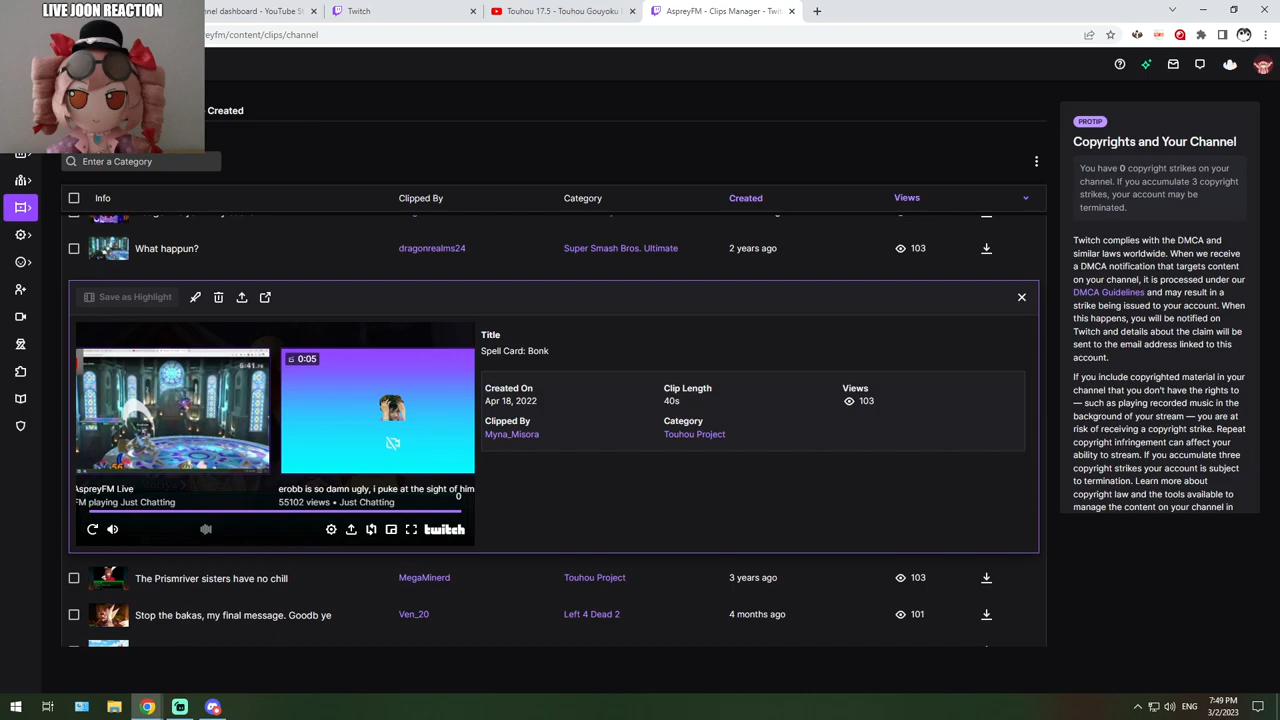 LIVE JOON REACTION
nel dashboard - YouTube St
Twitch
Touhou 17.5 - Touhou Gouyoku
AspreyFM - Clips Manager - Twit
reyfm/content/clips/channel
Created
Enter a Category
Info
Clipped By
Category
Created
Views
What happun?
dragonrealms24
Super Smash Bros. Ultimate
2 years ago
103
Save as Highlight
Title
Spell Card: Bonk
Created On
Clip Length
Views
Apr 18, 2022
40s
103
Clipped By
Category
Myna_Misora
Touhou Project
0:05
AspreyFM Live
FM playing Just Chatting
erobb is so damn ugly, i puke at the sight of him
55102 views • Just Chatting
0
twitch
The Prismriver sisters have no chill
MegaMinerd
Touhou Project
3 years ago
103
Stop the bakas, my final message. Goodb ye
Ven_20
Left 4 Dead 2
4 months ago
101
PROTIP
Copyrights and Your Channel
You have 0 copyright strikes on your
channel. If you accumulate 3 copyright
strikes, your account may be
terminated.
Twitch complies with the DMCA and
similar laws worldwide. When we receive
a DMCA notification that targets content
on your channel, it is processed under our
DMCA Guidelines and may result in a
strike being issued to your account. When
this happens, you will be notified on
Twitch and details about the claim will be
sent to the email address linked to this
account.
If you include copyrighted material in your
channel that you don't have the rights to
— such as playing recorded music in the
background of your stream — you are at
risk of receiving a copyright strike. Repeat
copyright infringement can affect your
ability to stream. If you accumulate three
copyright strikes your account is subject
to termination. Learn more about
copyright law and the tools available to
manage the content on your channel in
ENG
7:49 PM
3/2/2023